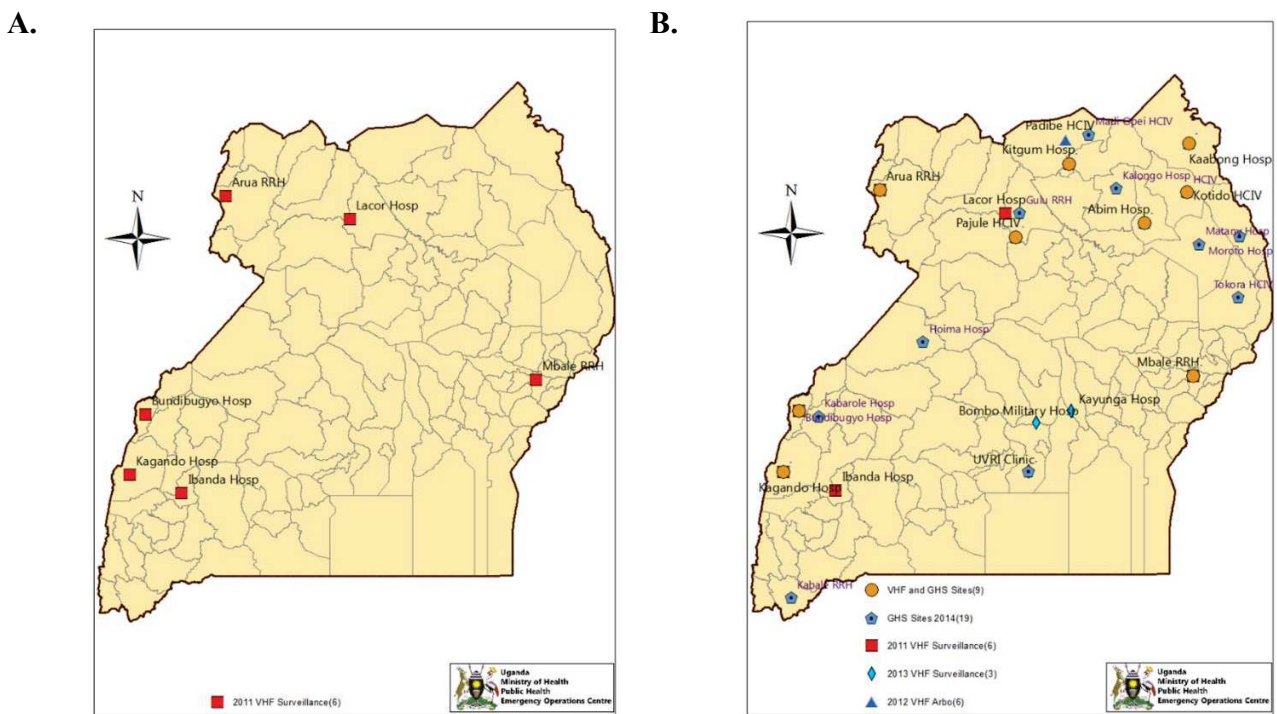 A.
B.
N
Arua RRH
Lacor Hosp
Mbale RRH
Bundibugyo Hosp
Kagando Hosp
Ibanda Hosp
2011 VHF Surveillance(6)
Uganda
Ministry of Health
Public Health
Emergency Operations Centre
N
Padibe HCIV
Madi Opei HCIV
Kitgum Hosp.
Kaabong Hosp
Arua RRH
Kalongo Hosp
HCIV
Kotido HCIV
Lacor Hosp
Gulu RRH
Abim Hosp.
Pajule HCIV.
Matany Hosp
Moroto Hosp
Tokora HCIV
Hoima Hosp
Mbale RRH.
Kabarole Hosp
Bundibugyo Hosp
Bombo Military Hosp
Kayunga Hosp
UVRI Clinic
Kagando Hosp
Ibanda Hosp
Kabale RRH
VHF and GHS Sites(9)
GHS Sites 2014(19)
2011 VHF Surveillance(6)
2013 VHF Surveillance(3)
2012 VHF Arbo(6)
Uganda
Ministry of Health
Public Health
Emergency Operations Centre